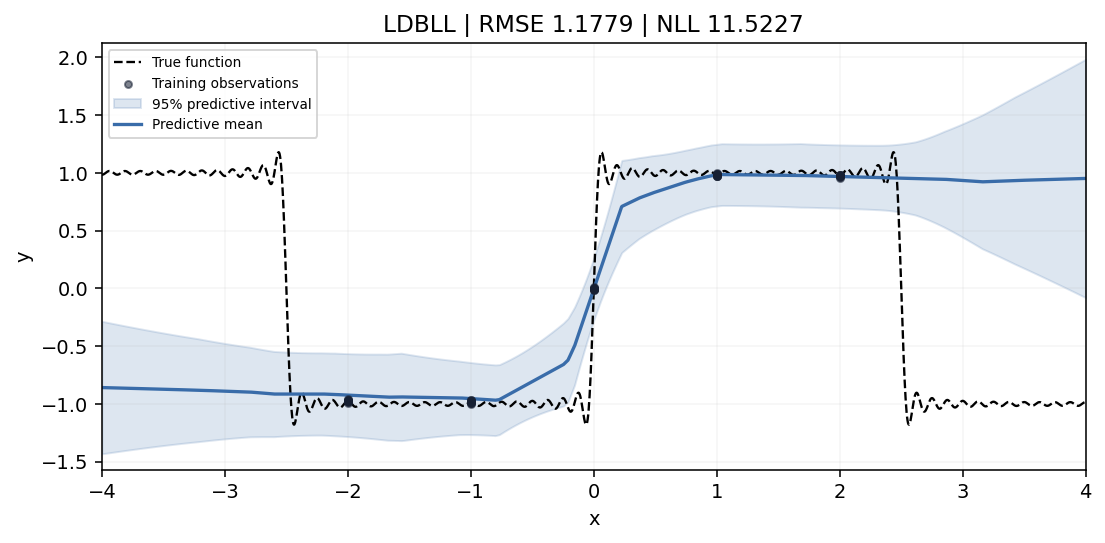 LDBLL | RMSE 1.1779 | NLL 11.5227
True function
Training observations
95% predictive interval
Predictive mean
2.0
1.5
1.0
0.5
0.0
−0.5
−1.0
−1.5
y
−4 −3 −2 −1 0 1 2 3 4
x